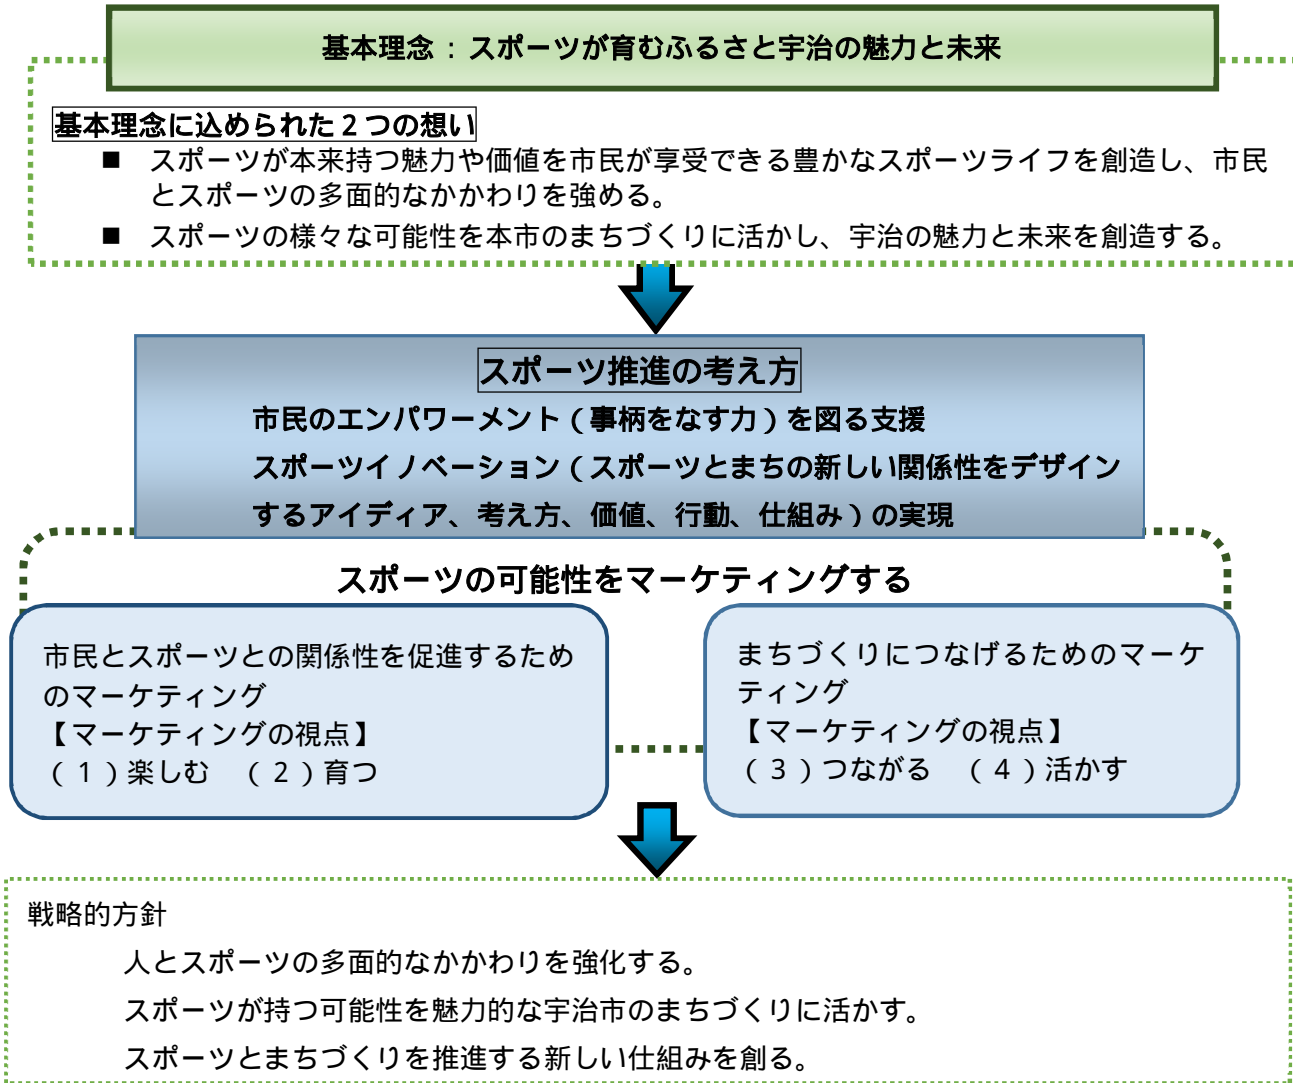 基本理念：スポーツが育むふるさと宇治の魅力と未来
基本理念に込められた２つの想い
■ スポーツが本来持つ魅力や価値を市民が享受できる豊かなスポーツライフを創造し、市民
とスポーツの多面的なかかわりを強める。
■ スポーツの様々な可能性を本市のまちづくりに活かし、宇治の魅力と未来を創造する。
スポーツ推進の考え方
市民のエンパワーメント（事柄をなす力）を図る支援
スポーツイノベーション（スポーツとまちの新しい関係性をデザイン
するアイディア、考え方、価値、行動、仕組み）の実現
スポーツの可能性をマーケティングする
市民とスポーツとの関係性を促進するため
のマーケティング
【マーケティングの視点】
（１）楽しむ　（２）育つ
まちづくりにつなげるためのマーケ
ティング
【マーケティングの視点】
（３）つながる　（４）活かす
戦略的方針
人とスポーツの多面的なかかわりを強化する。
スポーツが持つ可能性を魅力的な宇治市のまちづくりに活かす。
スポーツとまちづくりを推進する新しい仕組みを創る。